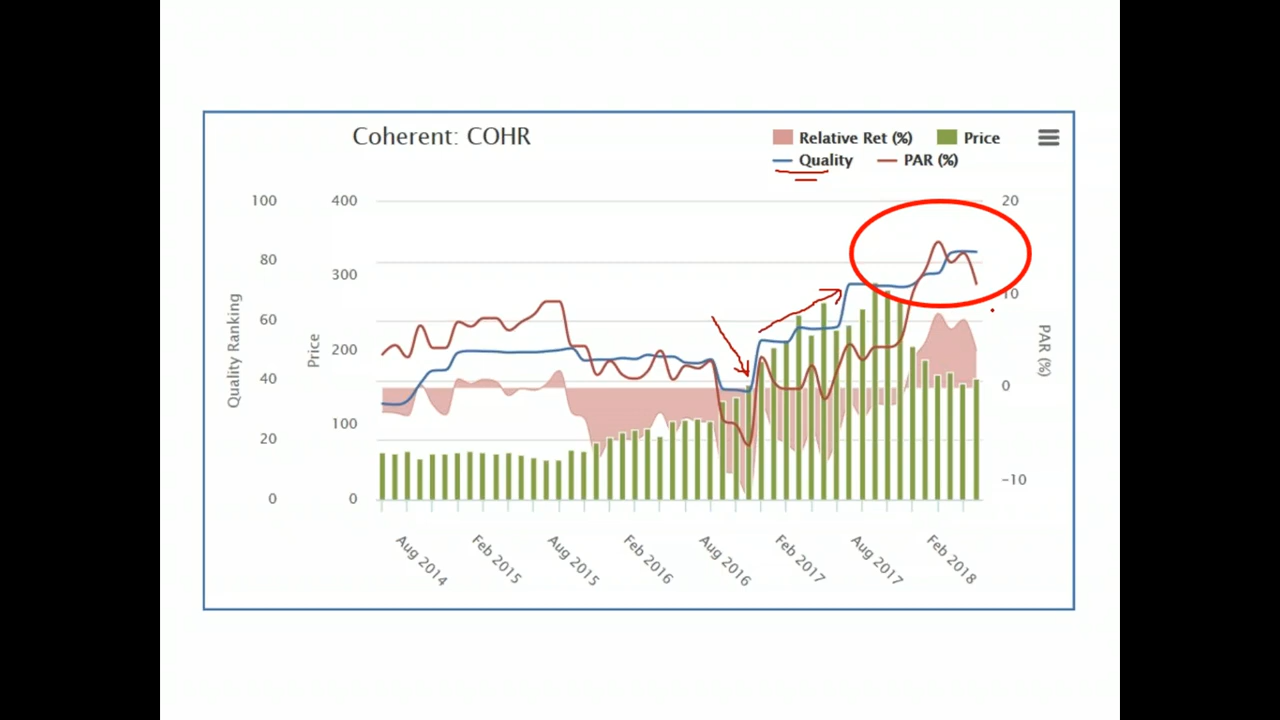 Coherent: COHR
Relative Ret (%) Price
Quality PAR (%)
100 400 20
80 300 10
60 200 0
40 100 -10
20 0
0
Quality Ranking
Price
PAR (%)
Aug 2014 Feb 2015 Aug 2015 Feb 2016 Aug 2016 Feb 2017 Aug 2017 Feb 2018